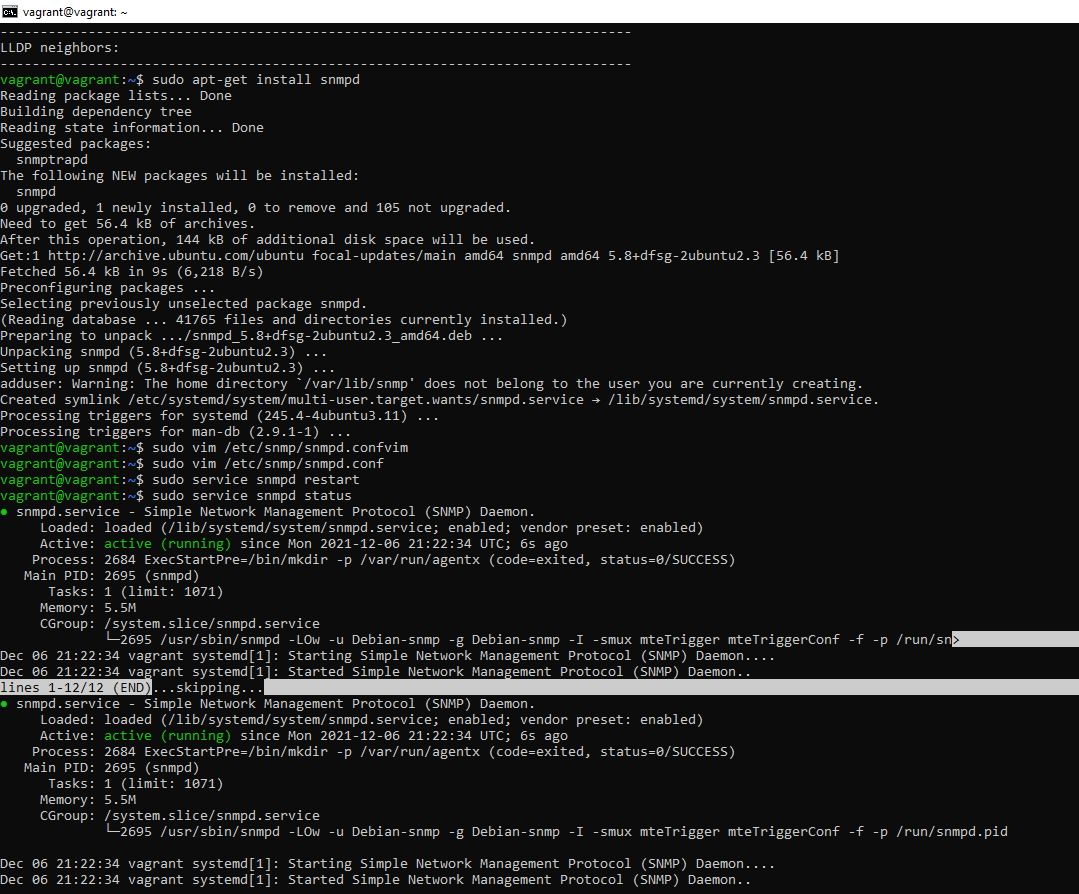 vagrant@vagrant: ~
-------------------------------------------------------------------------------
LLDP neighbors:
-------------------------------------------------------------------------------
vagrant@vagrant:~$ sudo apt-get install snmpd
Reading package lists... Done
Building dependency tree
Reading state information... Done
Suggested packages:
  snmptrapd
The following NEW packages will be installed:
  snmpd
0 upgraded, 1 newly installed, 0 to remove and 105 not upgraded.
Need to get 56.4 kB of archives.
After this operation, 144 kB of additional disk space will be used.
Get:1 http://archive.ubuntu.com/ubuntu focal-updates/main amd64 snmpd amd64 5.8+dfsg-2ubuntu2.3 [56.4 kB]
Fetched 56.4 kB in 9s (6,218 B/s)
Preconfiguring packages ...
Selecting previously unselected package snmpd.
(Reading database ... 41765 files and directories currently installed.)
Preparing to unpack .../snmpd_5.8+dfsg-2ubuntu2.3_amd64.deb ...
Unpacking snmpd (5.8+dfsg-2ubuntu2.3) ...
Setting up snmpd (5.8+dfsg-2ubuntu2.3) ...
adduser: Warning: The home directory `/var/lib/snmp' does not belong to the user you are currently creating.
Created symlink /etc/systemd/system/multi-user.target.wants/snmpd.service → /lib/systemd/system/snmpd.service.
Processing triggers for systemd (245.4-4ubuntu3.11) ...
Processing triggers for man-db (2.9.1-1) ...
vagrant@vagrant:~$ sudo vim /etc/snmp/snmpd.confvim
vagrant@vagrant:~$ sudo vim /etc/snmp/snmpd.conf
vagrant@vagrant:~$ sudo service snmpd restart
vagrant@vagrant:~$ sudo service snmpd status
● snmpd.service - Simple Network Management Protocol (SNMP) Daemon.
     Loaded: loaded (/lib/systemd/system/snmpd.service; enabled; vendor preset: enabled)
     Active: active (running) since Mon 2021-12-06 21:22:34 UTC; 6s ago
    Process: 2684 ExecStartPre=/bin/mkdir -p /var/run/agentx (code=exited, status=0/SUCCESS)
   Main PID: 2695 (snmpd)
      Tasks: 1 (limit: 1071)
     Memory: 5.5M
     CGroup: /system.slice/snmpd.service
             └─2695 /usr/sbin/snmpd -LOw -u Debian-snmp -g Debian-snmp -I -smux mteTrigger mteTriggerConf -f -p /run/sn>
Dec 06 21:22:34 vagrant systemd[1]: Starting Simple Network Management Protocol (SNMP) Daemon....
Dec 06 21:22:34 vagrant systemd[1]: Started Simple Network Management Protocol (SNMP) Daemon..
lines 1-12/12 (END)...skipping...
● snmpd.service - Simple Network Management Protocol (SNMP) Daemon.
     Loaded: loaded (/lib/systemd/system/snmpd.service; enabled; vendor preset: enabled)
     Active: active (running) since Mon 2021-12-06 21:22:34 UTC; 6s ago
    Process: 2684 ExecStartPre=/bin/mkdir -p /var/run/agentx (code=exited, status=0/SUCCESS)
   Main PID: 2695 (snmpd)
      Tasks: 1 (limit: 1071)
     Memory: 5.5M
     CGroup: /system.slice/snmpd.service
             └─2695 /usr/sbin/snmpd -LOw -u Debian-snmp -g Debian-snmp -I -smux mteTrigger mteTriggerConf -f -p /run/snmpd.pid

Dec 06 21:22:34 vagrant systemd[1]: Starting Simple Network Management Protocol (SNMP) Daemon....
Dec 06 21:22:34 vagrant systemd[1]: Started Simple Network Management Protocol (SNMP) Daemon..